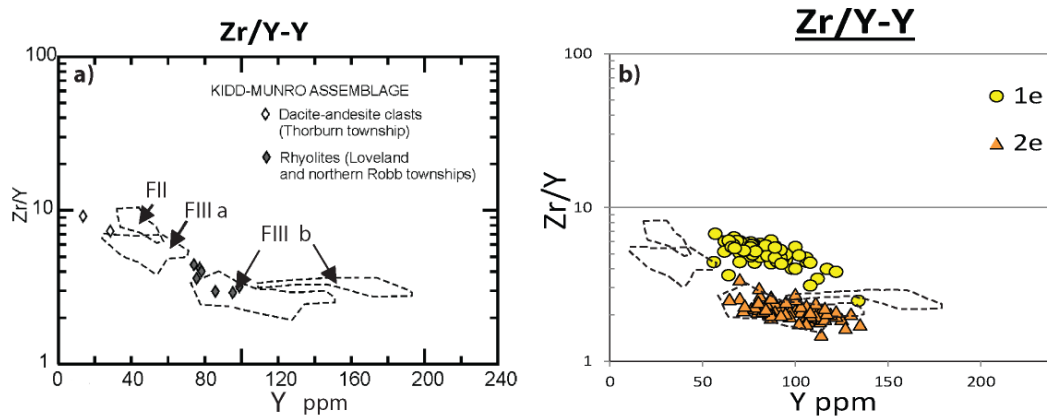 Zr/Y-Y
100
a)
KIDD-MUNRO ASSEMBLAGE
Dacite-andesite clasts
(Thorburn township)
Rhyolites (Loveland
and northern Robb townships)
FII
FIII a
FIII b
Zr/Y
10
1
0 40 80 120 160 200 240
Y ppm
Zr/Y-Y
100
b)
1e
2e
Zr/Y
10
1
0 50 100 150 200
Y ppm